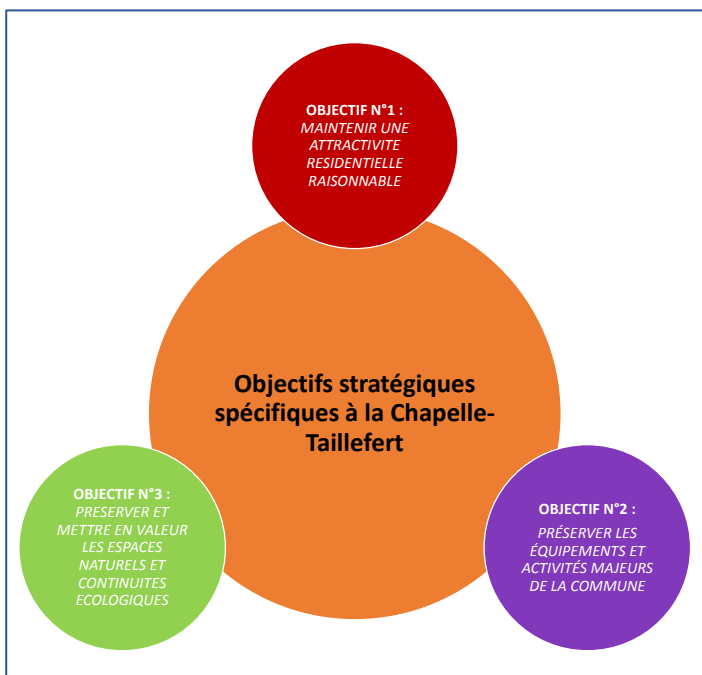 OBJECTIF N°1 :
MAINTENIR UNE
ATTRACTIVITE
RESIDENTIELLE
RAISONNABLE
Objectifs stratégiques
spécifiques à la Chapelle-
Taillefert
OBJECTIF N°3 :
PRESERVER ET
METTRE EN VALEUR
LES ESPACES
NATURELS ET
CONTINUITES
ECOLOGIQUES
OBJECTIF N°2 :
PRÉSERVER LES
ÉQUIPEMENTS ET
ACTIVITÉS MAJEURS
DE LA COMMUNE